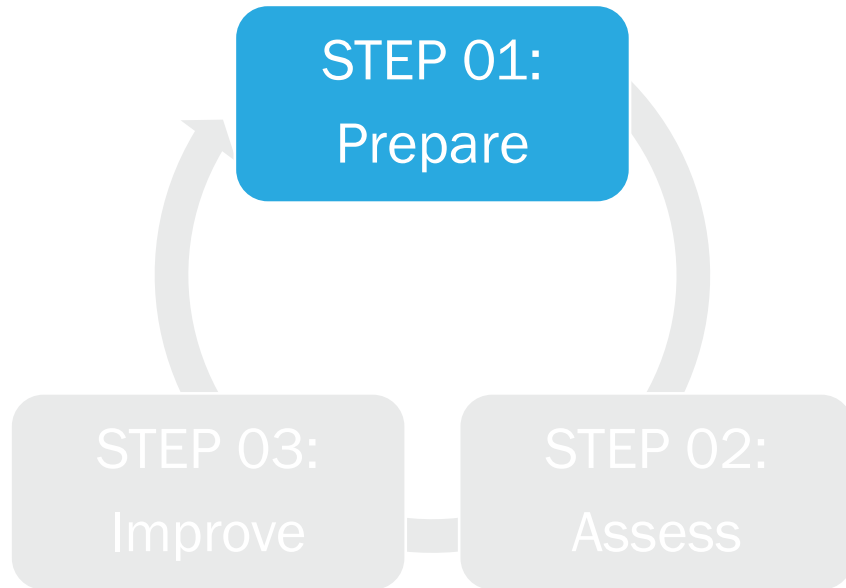 STEP 01:
Prepare
STEP 02:
Assess
STEP 03:
Improve